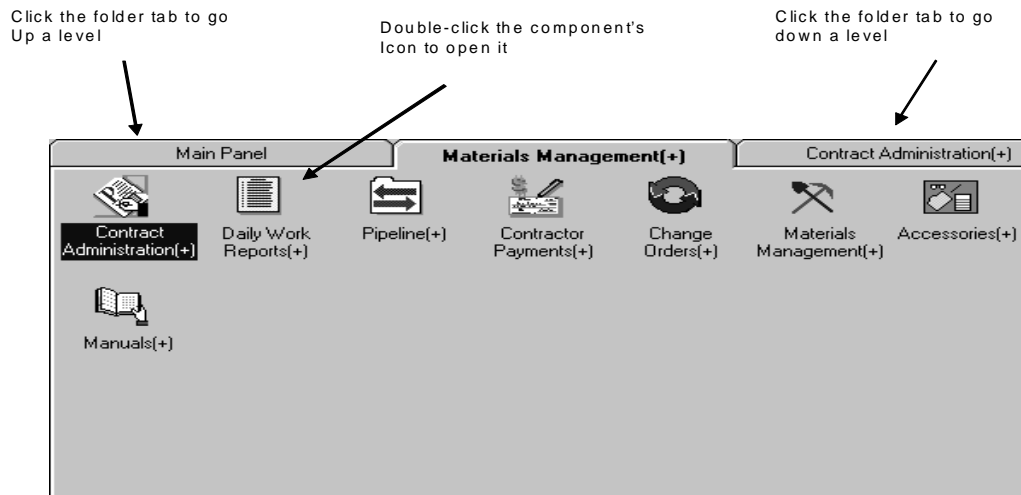 Click the folder tab to go
Up a level
Double-click the component's
Icon to open it
Click the folder tab to go
down a level
Main Panel
Materials Management(+)
Contract Administration(+)
Contract
Administration(+)
Daily Work
Reports(+)
Pipeline(+)
Contractor
Payments(+)
Change
Orders(+)
Materials
Management(+)
Accessories(+)
Manuals(+)